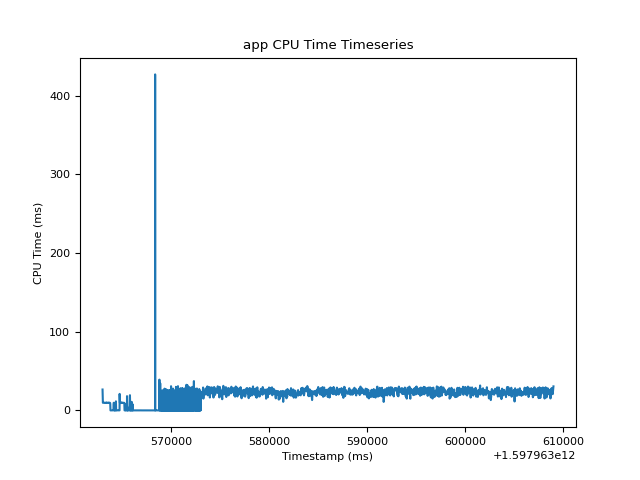 app CPU Time Timeseries
CPU Time (ms)
400
300
200
100
0
570000 580000 590000 600000 610000
Timestamp (ms)
+1.597963e12